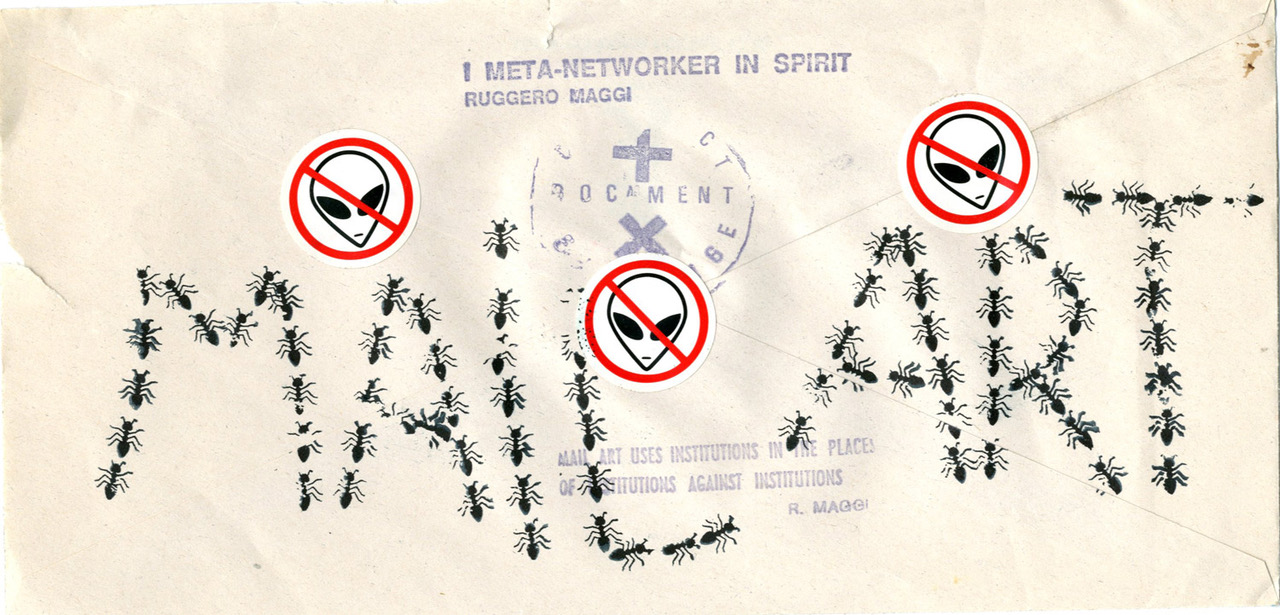 I META-NETWORKER IN SPIRIT
RUGGERO MAGGI
DOCAMENT
MAIL ART
MAIL ART USES INSTITUTIONS IN THE PLACES
OF INSTITUTIONS AGAINST INSTITUTIONS
R. MAGGI